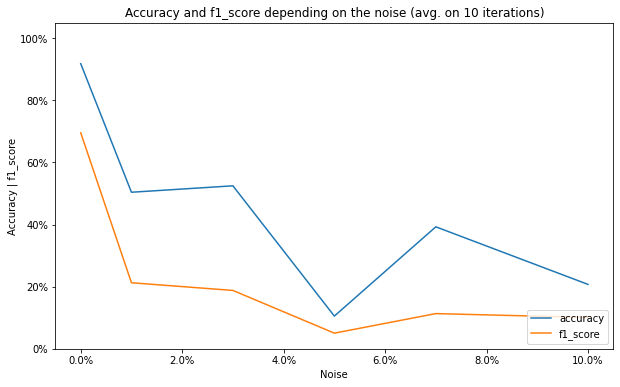 Accuracy and f1_score depending on the noise (avg. on 10 iterations)
100%
80%
60%
40%
20%
0%
Accuracy | f1_score
0.0%
2.0%
4.0%
6.0%
8.0%
10.0%
Noise
accuracy
f1_score